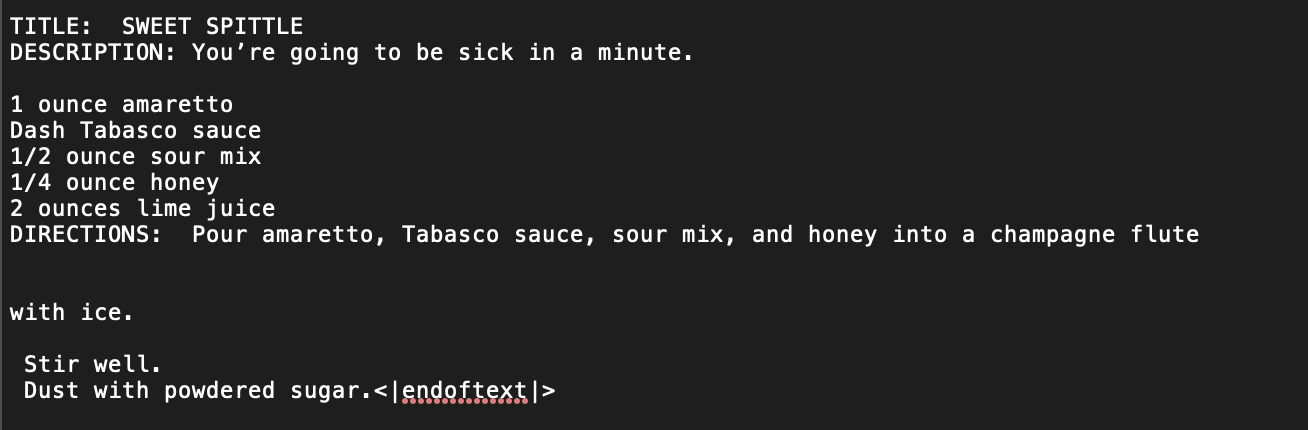 TITLE:  SWEET SPITTLE
DESCRIPTION: You’re going to be sick in a minute.
1 ounce amaretto
Dash Tabasco sauce
1/2 ounce sour mix
1/4 ounce honey
2 ounces lime juice
DIRECTIONS:  Pour amaretto, Tabasco sauce, sour mix, and honey into a champagne flute
with ice.
Stir well.
Dust with powdered sugar.<|endoftext|>